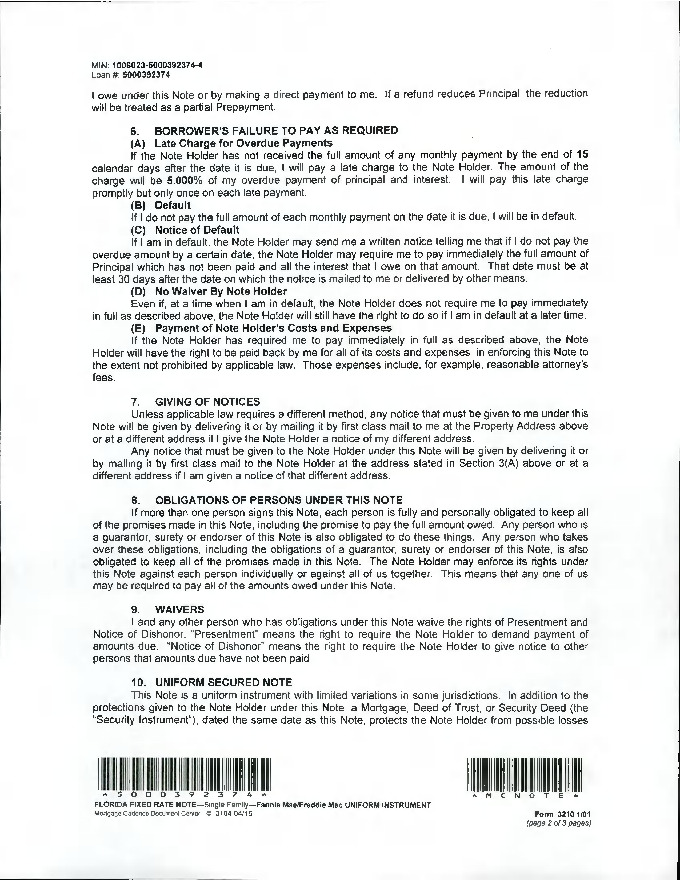 MIN: 1006023-5000392374-4
Loan #: 5000392374
I owe under this Note or by making a direct payment to me. If a refund reduces Principal the reduction
will be treated as a partial Prepayment.
6. BORROWER'S FAILURE TO PAY AS REQUIRED
(A) Late Charge for Overdue Payments
If the Note Holder has not received the full amount of any monthly payment by the end of 15
calendar days after the date it is due, I will pay a late charge to the Note Holder. The amount of the
charge will be 5.000% of my overdue payment of principal and interest. I will pay this late charge
promptly but only once on each late payment.
(B) Default
If I do not pay the full amount of each monthly payment on the date it is due, I will be in default.
(C) Notice of Default
If I am in default, the Note Holder may send me a written notice telling me that if I do not pay the
overdue amount by a certain date, the Note Holder may require me to pay immediately the full amount of
Principal which has not been paid and all the interest that I owe on that amount. That date must be at
least 30 days after the date on which the notice is mailed to me or delivered by other means.
(D) No Waiver By Note Holder
Even if, at a time when I am in default, the Note Holder does not require me to pay immediately
in full as described above, the Note Holder will still have the right to do so if I am in default at a later time.
(E) Payment of Note Holder's Costs and Expenses
If the Note Holder has required me to pay immediately in full as described above, the Note
Holder will have the right to be paid back by me for all of its costs and expenses in enforcing this Note to
the extent not prohibited by applicable law. Those expenses include, for example, reasonable attorney's
fees.
7. GIVING OF NOTICES
Unless applicable law requires a different method, any notice that must be given to me under this
Note will be given by delivering it or by mailing it by first class mail to me at the Property Address above
or at a different address if I give the Note Holder a notice of my different address.
Any notice that must be given to the Note Holder under this Note will be given by delivering it or
by mailing it by first class mail to the Note Holder at the address stated in Section 3(A) above or at a
different address if I am given a notice of that different address.
8. OBLIGATIONS OF PERSONS UNDER THIS NOTE
If more than one person signs this Note, each person is fully and personally obligated to keep all
of the promises made in this Note, including the promise to pay the full amount owed. Any person who is
a guarantor, surety or endorser of this Note is also obligated to do these things. Any person who takes
over these obligations, including the obligations of a guarantor, surety or endorser of this Note, is also
obligated to keep all of the promises made in this Note. The Note Holder may enforce its rights under
this Note against each person individually or against all of us together. This means that any one of us
may be required to pay all of the amounts owed under this Note.
9. WAIVERS
I and any other person who has obligations under this Note waive the rights of Presentment and
Notice of Dishonor. "Presentment" means the right to require the Note Holder to demand payment of
amounts due. "Notice of Dishonor" means the right to require the Note Holder to give notice to other
persons that amounts due have not been paid
10. UNIFORM SECURED NOTE
This Note is a uniform instrument with limited variations in some jurisdictions. In addition to the
protections given to the Note Holder under this Note a Mortgage, Deed of Trust, or Security Deed (the
"Security Instrument"), dated the same date as this Note, protects the Note Holder from possible losses
* 5 0 0 0 3 9 2 3 7 4 *
* M C N O T E *
FLORIDA FIXED RATE NOTE—Single Family—Fannie Mae/Freddie Mac UNIFORM INSTRUMENT
Mortgage Cadence Document Center © 3104 04/15
Form 3210 1/01
(page 2 of 3 pages)